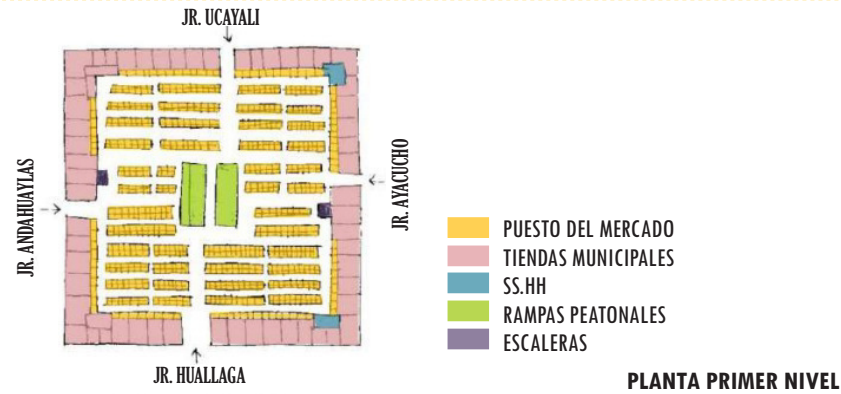 JR. UCAYALI
JR. ANDAHUAYLAS
JR. AYACUCHO
JR. HUALLAGA
PUESTO DEL MERCADO
TIENDAS MUNICIPALES
SS.HH
RAMPAS PEATONALES
ESCALERAS
PLANTA PRIMER NIVEL